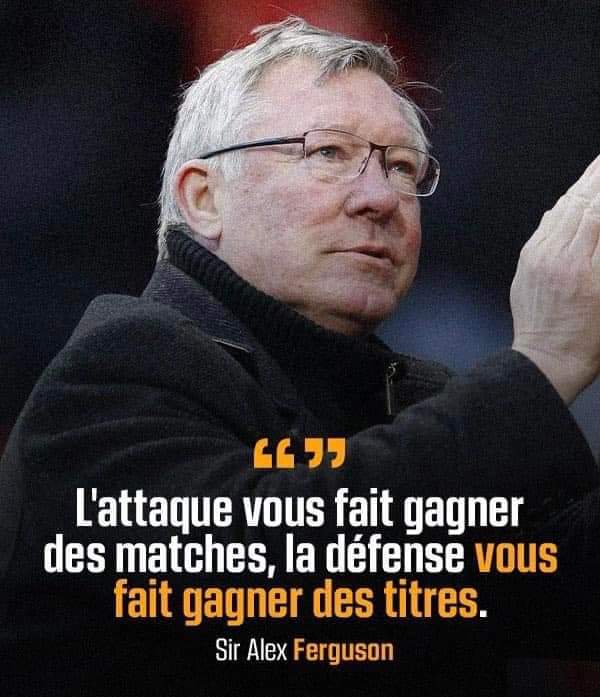 “”
L'attaque vous fait gagner
des matches, la défense vous
fait gagner des titres.
Sir Alex Ferguson